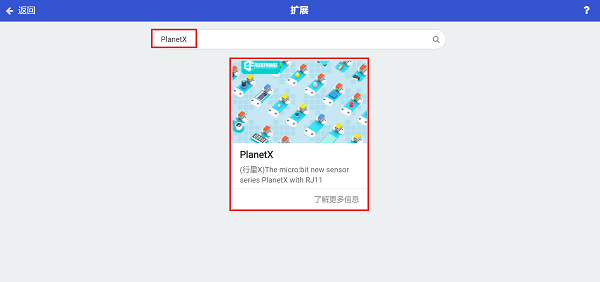 返回
扩展
?
PlanetX
ELECFREAKS
PlanetX
(行星X)The micro:bit new sensor
series PlanetX with RJ11
了解更多信息